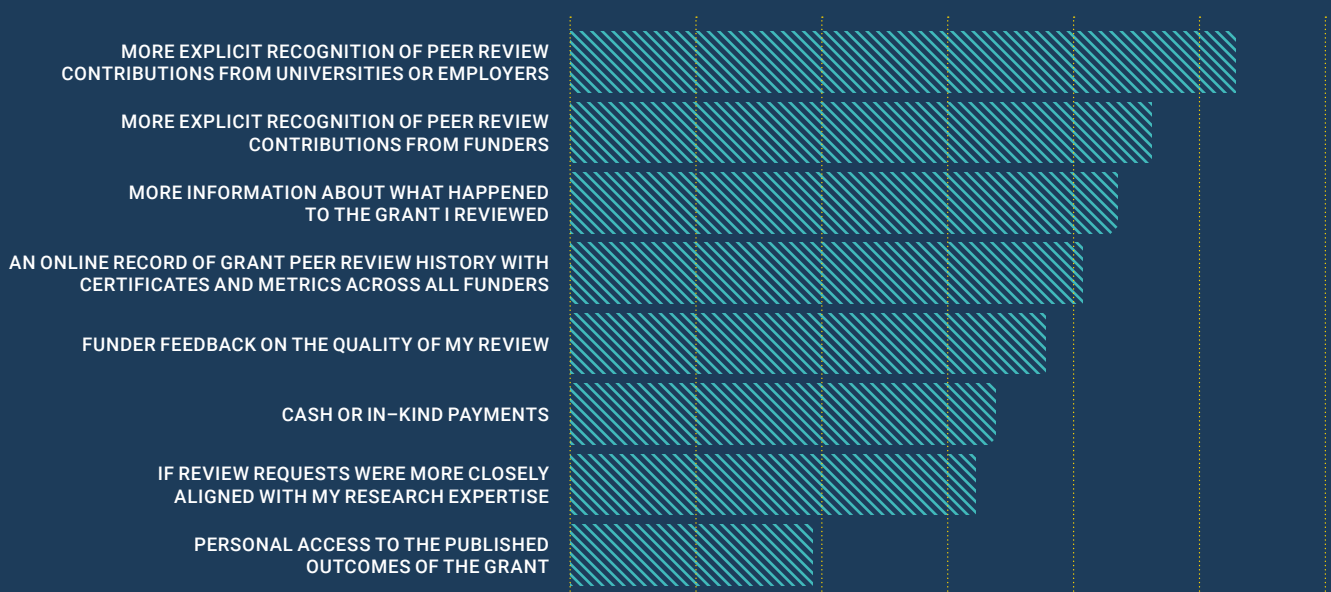 MORE EXPLICIT RECOGNITION OF PEER REVIEW
CONTRIBUTIONS FROM UNIVERSITIES OR EMPLOYERS
MORE EXPLICIT RECOGNITION OF PEER REVIEW
CONTRIBUTIONS FROM FUNDERS
MORE INFORMATION ABOUT WHAT HAPPENED
TO THE GRANT I REVIEWED
AN ONLINE RECORD OF GRANT PEER REVIEW HISTORY WITH
CERTIFICATES AND METRICS ACROSS ALL FUNDERS
FUNDER FEEDBACK ON THE QUALITY OF MY REVIEW
CASH OR IN–KIND PAYMENTS
IF REVIEW REQUESTS WERE MORE CLOSELY
ALIGNED WITH MY RESEARCH EXPERTISE
PERSONAL ACCESS TO THE PUBLISHED
OUTCOMES OF THE GRANT